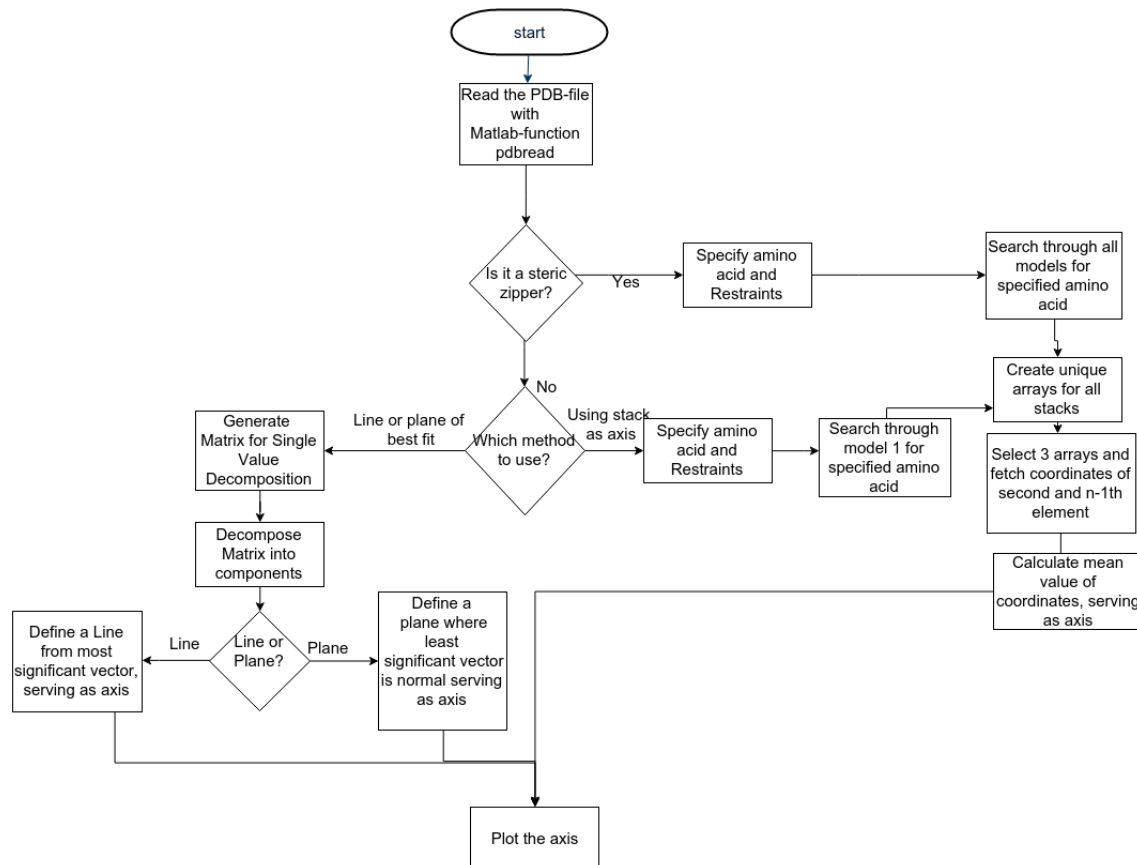 start
Read the PDB-file
with
Matlab-function
pdbread
Is it a steric
zipper?
Yes
Specify amino
acid and
Restraints
Search through all
models for
specified amino
acid
No
Create unique
arrays for all
stacks
Which method
to use?
Line or plane of
best fit
Using stack
as axis
Generate
Matrix for Single
Value
Decomposition
Specify amino
acid and
Restraints
Search through
model 1 for
specified amino
acid
Select 3 arrays and
fetch coordinates of
second and n-1th
element
Decompose
Matrix into
components
Calculate mean
value of
coordinates, serving
as axis
Line or
Plane?
Line
Plane
Define a Line
from most
significant vector,
serving as axis
Define a
plane where
least
significant vector
is normal serving
as axis
Plot the axis